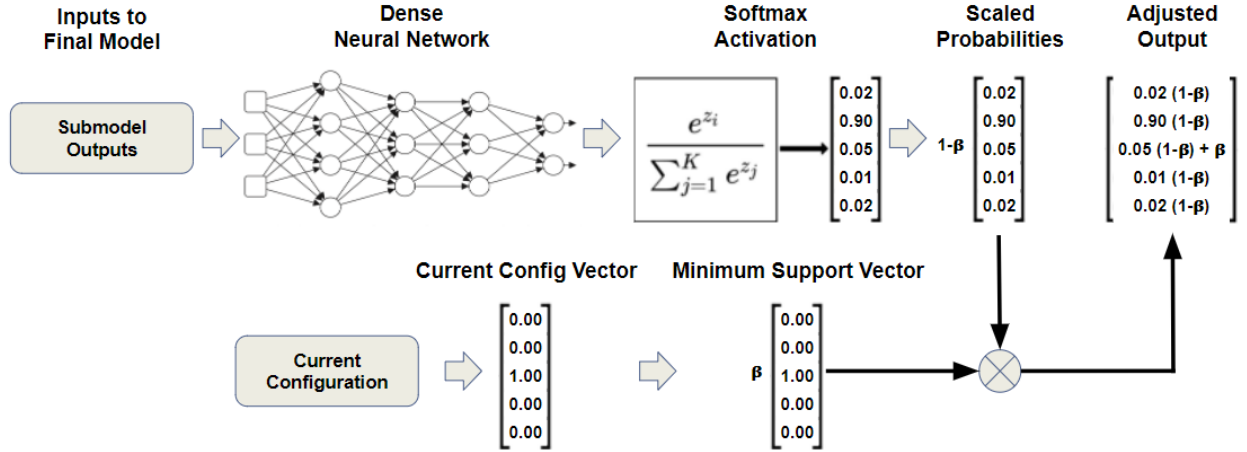 Inputs to
Final Model
Dense
Neural Network
Softmax
Activation
Scaled
Probabilities
Adjusted
Output
Submodel
Outputs
e^{z_i}
∑_{j=1}^{K} e^{z_j}
0.02
0.90
0.05
0.01
0.02
1-β
0.02
0.90
0.05
0.01
0.02
0.02 (1-β)
0.90 (1-β)
0.05 (1-β) + β
0.01 (1-β)
0.02 (1-β)
Current Config Vector
Minimum Support Vector
Current
Configuration
0.00
0.00
1.00
0.00
0.00
β
0.00
0.00
1.00
0.00
0.00